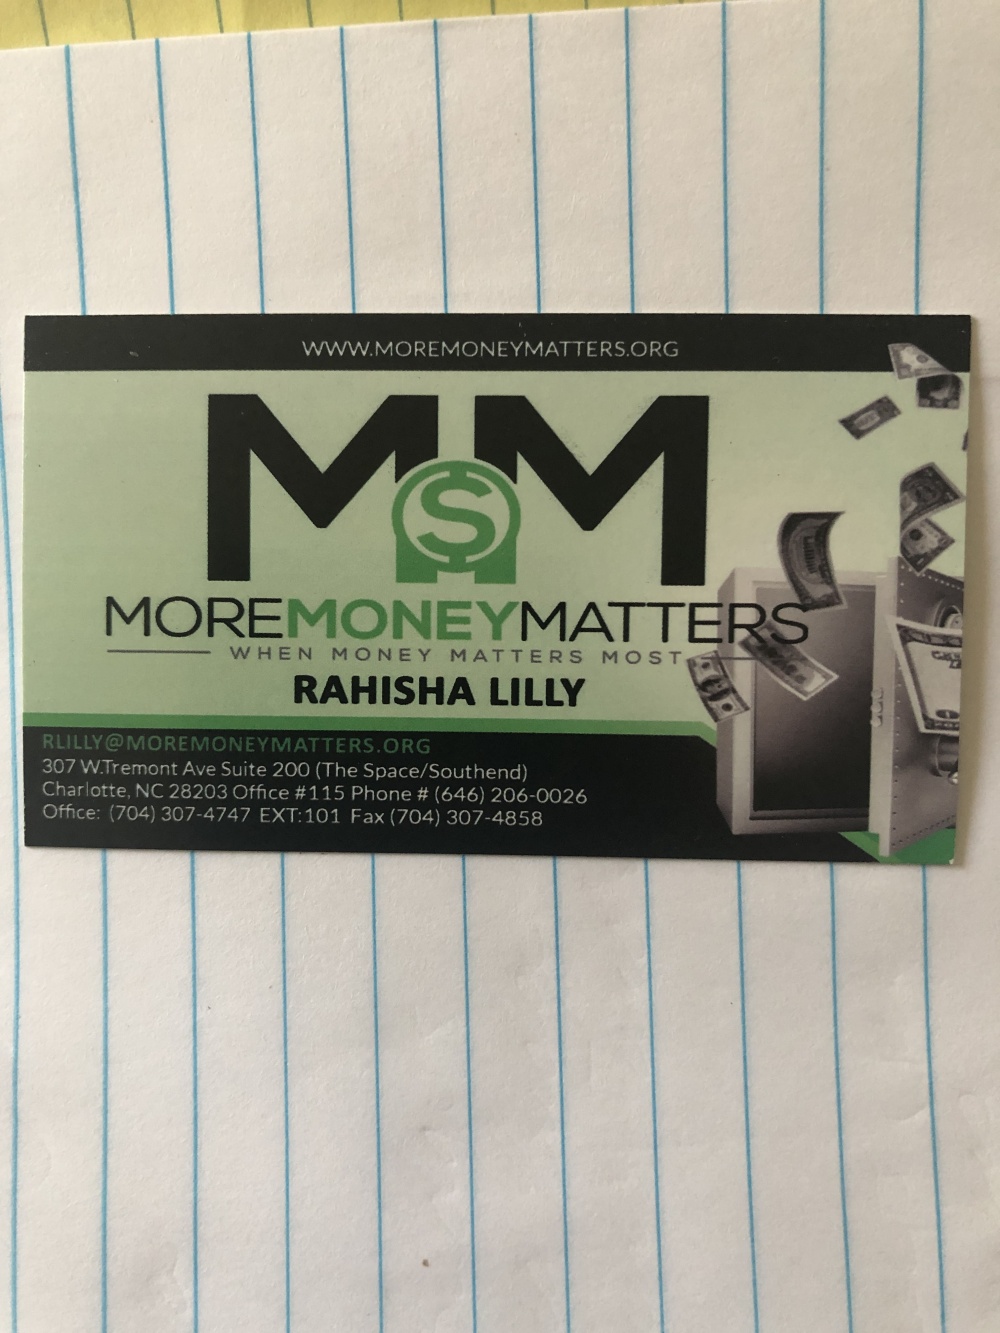 WWW.MOREMONEYMATTERS.ORG
M$M
MOREMONEYMATTERS
WHEN MONEY MATTERS MOST
RAHISHA LILLY
RLILLY@MOREMONEYMATTERS.ORG
307 W.Tremont Ave Suite 200 (The Space/Southend)
Charlotte, NC 28203 Office #115 Phone # (646) 206-0026
Office: (704) 307-4747 EXT:101 Fax (704) 307-4858